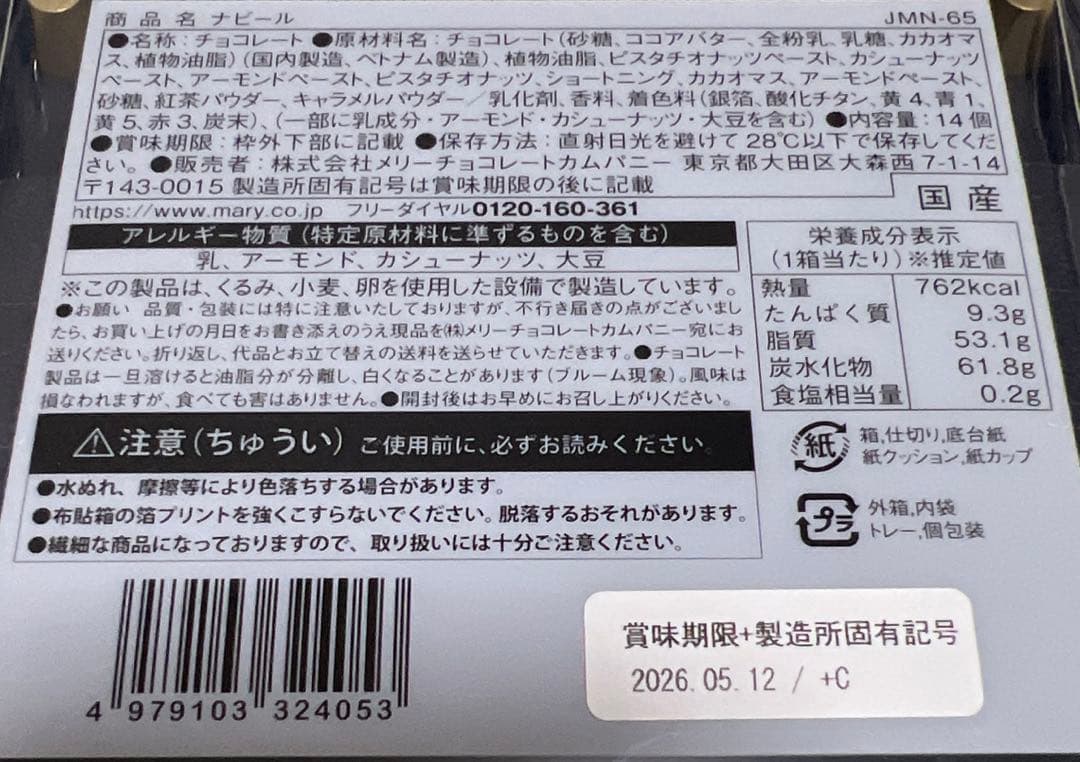 商品名 ナビール JMN-65
●名称：チョコレート ●原材料名：チョコレート（砂糖、ココアバター、全粉乳、乳糖、カカオマ
ス、植物油脂）（国内製造、ベトナム製造）、植物油脂、ピスタチオナッツペースト、カシューナッツ
ペースト、アーモンドペースト、ピスタチオナッツ、ショートニング、カカオマス、アーモンドペースト、
砂糖、紅茶パウダー、キャラメルパウダー／乳化剤、香料、着色料（銀箔、酸化チタン、黄4、青1、
黄5、赤3、炭末）、（一部に乳成分・アーモンド・カシューナッツ・大豆を含む）●内容量：14個
●賞味期限：枠外下部に記載 ●保存方法：直射日光を避けて28℃以下で保存してくだ
さい。●販売者：株式会社メリーチョコレートカムパニー 東京都大田区大森西7-1-14
〒143-0015 製造所固有記号は賞味期限の後に記載
国産
https://www.mary.co.jp フリーダイヤル0120-160-361
アレルギー物質（特定原材料に準ずるものを含む）
乳、アーモンド、カシューナッツ、大豆
※この製品は、くるみ、小麦、卵を使用した設備で製造しています。
●お願い 品質・包装には特に注意いたしておりますが、不行き届きの点がございまし
たら、お買い上げの月日をお書き添えのうえ現品を㈱メリーチョコレートカムパニー宛にお
送りください。折り返し、代品とお立て替えの送料を送らせていただきます。●チョコレート
製品は一旦溶けると油脂分が分離し、白くなることがあります（ブルーム現象）。風味は
損なわれますが、食べても害はありません。●開封後はお早めにお召し上がりください。
栄養成分表示
（1箱当たり）※推定値
熱量 762kcal
たんぱく質 9.3g
脂質 53.1g
炭水化物 61.8g
食塩相当量 0.2g
注意（ちゅうい）ご使用前に、必ずお読みください。
●水ぬれ、摩擦等により色落ちする場合があります。
●布貼箱の箔プリントを強くこすらないでください。脱落するおそれがあります。
●繊細な商品になっておりますので、取り扱いには十分ご注意ください。
紙 箱,仕切り,底台紙
紙クッション,紙カップ
プラ 外箱,内袋
トレー,個包装
4 979103 324053
賞味期限+製造所固有記号
2026.05.12 / +C